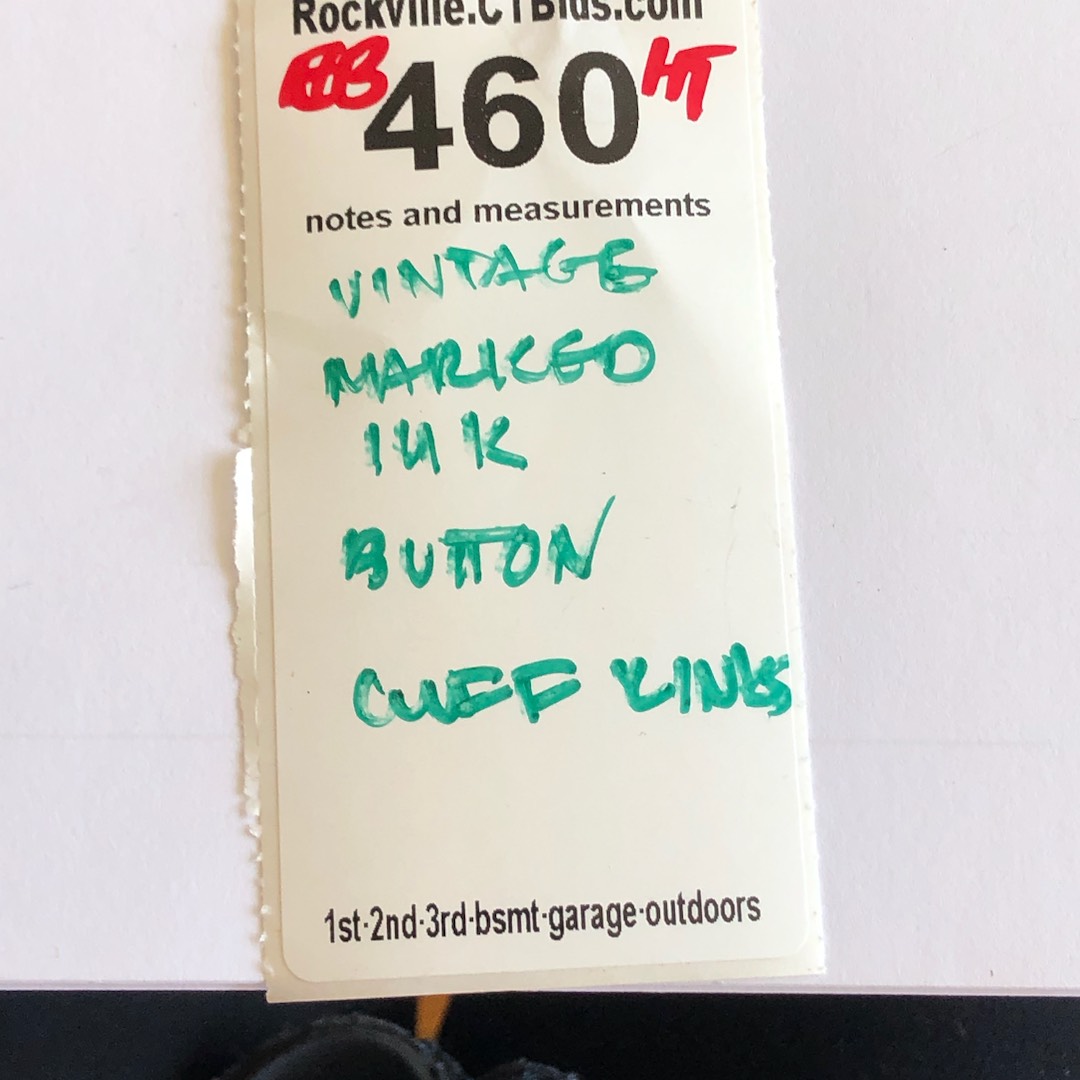 Rockville.CTBids.com
460 HT
notes and measurements
VINTAGE
MARKED
14K
BUTTON
CUFF LINKS
1st·2nd·3rd·bsmt·garage·outdoors